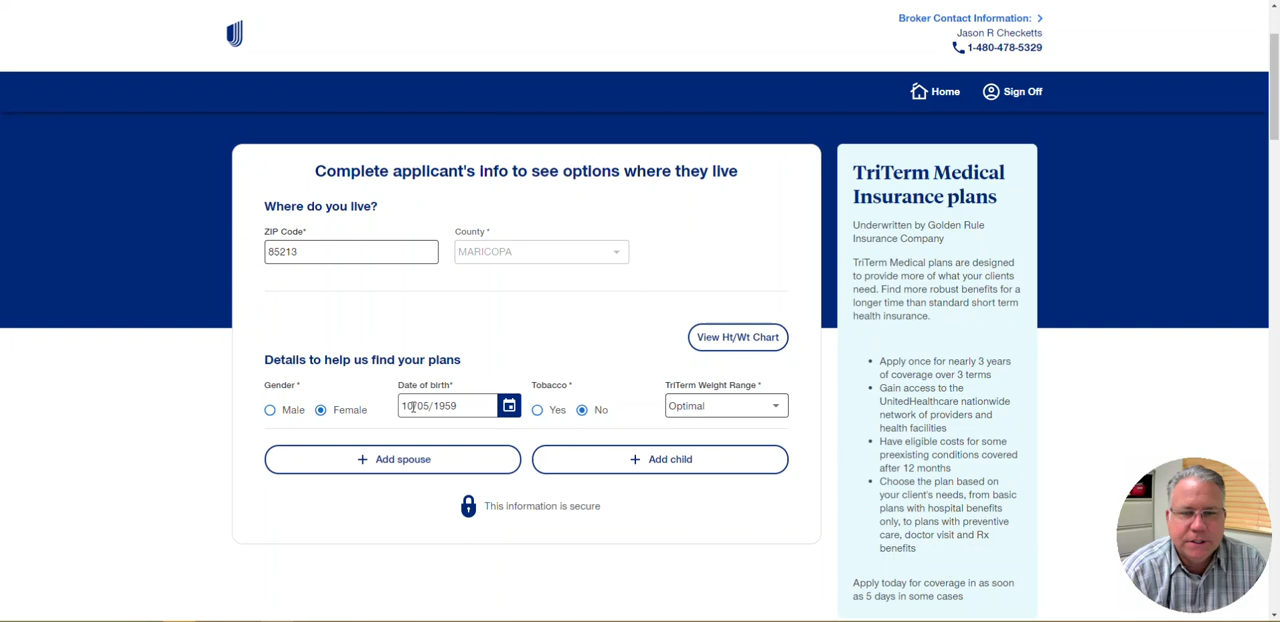 Broker Contact Information:
Jason R Checketts
1-480-478-5329
Home
Sign Off
Complete applicant's Info to see options where they live
Where do you live?
ZIP Code*
County *
85213
MARICOPA
View Ht/Wt Chart
Details to help us find your plans
Gender *
Date of birth*
Tobacco *
TriTerm Weight Range *
Male
Female
10/05/1959
Yes
No
Optimal
+ Add spouse
+ Add child
This information is secure
TriTerm Medical
Insurance plans
Underwritten by Golden Rule
Insurance Company
TriTerm Medical plans are designed
to provide more of what your clients
need. Find more robust benefits for a
longer time than standard short term
health insurance.
• Apply once for nearly 3 years
of coverage over 3 terms
• Gain access to the
UnitedHealthcare nationwide
network of providers and
health facilities
• Have eligible costs for some
preexisting conditions covered
after 12 months
• Choose the plan based on
your client's needs, from basic
plans with hospital benefits
only, to plans with preventive
care, doctor visit and Rx
benefits
Apply today for coverage in as soon
as 5 days in some cases